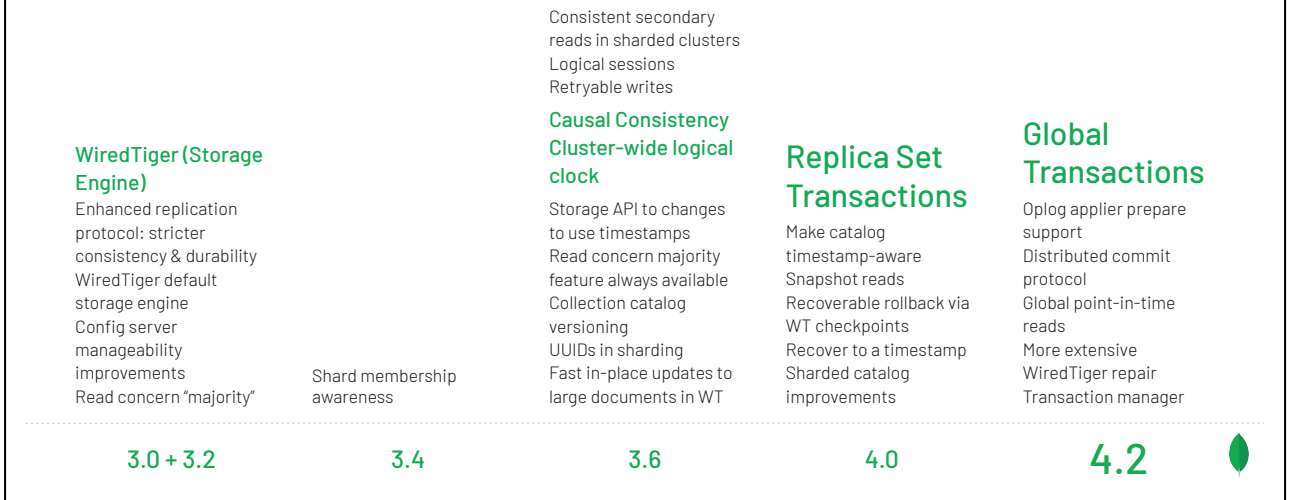 WiredTiger (Storage
Engine)
Enhanced replication
protocol: stricter
consistency & durability
WiredTiger default
storage engine
Config server
manageability
improvements
Read concern “majority”
3.0 + 3.2
Shard membership
awareness
3.4
Consistent secondary
reads in sharded clusters
Logical sessions
Retryable writes
Causal Consistency
Cluster-wide logical
clock
Storage API to changes
to use timestamps
Read concern majority
feature always available
Collection catalog
versioning
UUIDs in sharding
Fast in-place updates to
large documents in WT
3.6
Replica Set
Transactions
Make catalog
timestamp-aware
Snapshot reads
Recoverable rollback via
WT checkpoints
Recover to a timestamp
Sharded catalog
improvements
4.0
Global
Transactions
Oplog applier prepare
support
Distributed commit
protocol
Global point-in-time
reads
More extensive
WiredTiger repair
Transaction manager
4.2